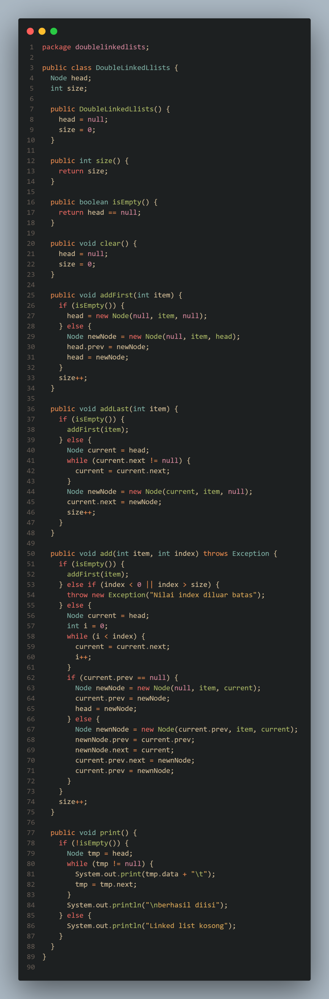 1 package doublelinkedlists;
2
3 public class DoubleLinkedLlists {
4   Node head;
5   int size;
6
7   public DoubleLinkedLlists() {
8     head = null;
9     size = 0;
10   }
11
12   public int size() {
13     return size;
14   }
15
16   public boolean isEmpty() {
17     return head == null;
18   }
19
20   public void clear() {
21     head = null;
22     size = 0;
23   }
24
25   public void addFirst(int item) {
26     if (isEmpty()) {
27       head = new Node(null, item, null);
28     } else {
29       Node newNode = new Node(null, item, head);
30       head.prev = newNode;
31       head = newNode;
32     }
33     size++;
34   }
35
36   public void addLast(int item) {
37     if (isEmpty()) {
38       addFirst(item);
39     } else {
40       Node current = head;
41       while (current.next != null) {
42         current = current.next;
43       }
44       Node newNode = new Node(current, item, null);
45       current.next = newNode;
46       size++;
47     }
48   }
49
50   public void add(int item, int index) throws Exception {
51     if (isEmpty()) {
52       addFirst(item);
53     } else if (index < 0 || index > size) {
54       throw new Exception("Nilai index diluar batas");
55     } else {
56       Node current = head;
57       int i = 0;
58       while (i < index) {
59         current = current.next;
60         i++;
61       }
62       if (current.prev == null) {
63         Node newNode = new Node(null, item, current);
64         current.prev = newNode;
65         head = newNode;
66       } else {
67         Node newnNode = new Node(current.prev, item, current);
68         newnNode.prev = current.prev;
69         newnNode.next = current;
70         current.prev.next = newnNode;
71         current.prev = newnNode;
72       }
73     }
74     size++;
75   }
76
77   public void print() {
78     if (!isEmpty()) {
79       Node tmp = head;
80       while (tmp != null) {
81         System.out.print(tmp.data + "\t");
82         tmp = tmp.next;
83       }
84       System.out.println("\nberhasil diisi");
85     } else {
86       System.out.println("Linked list kosong");
87     }
88   }
89 }
90